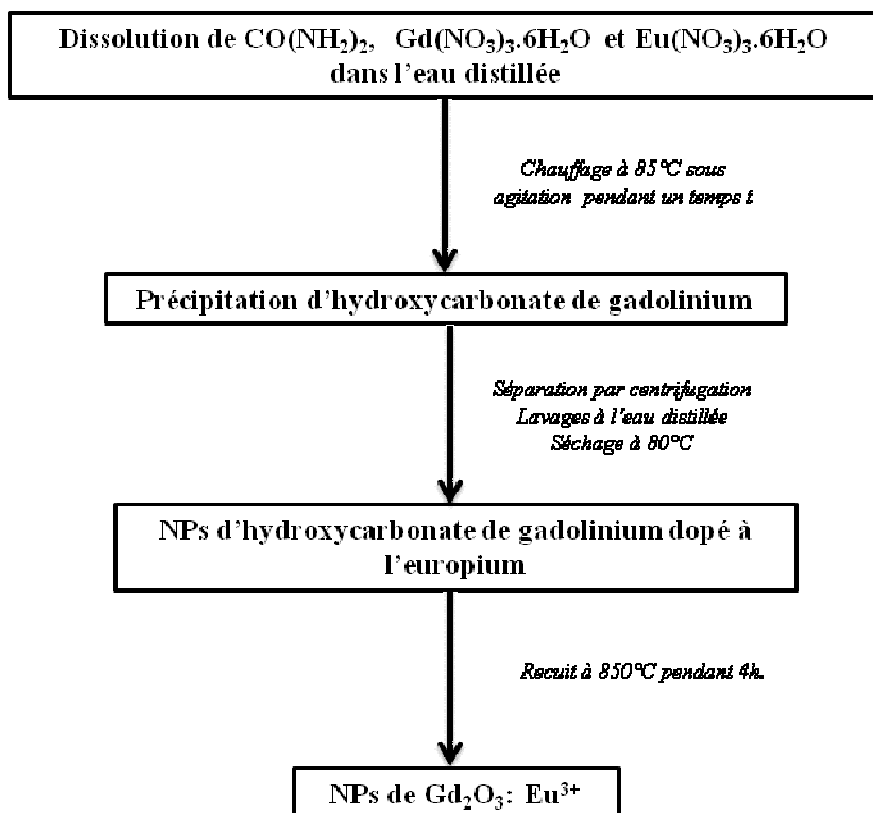 Dissolution de CO(NH₂)₂, Gd(NO₃)₃.6H₂O et Eu(NO₃)₃.6H₂O
dans l’eau distillée
Chauffage à 85°C sous
agitation pendant un temps t
Précipitation d’hydroxycarbonate de gadolinium
Séparation par centrifugation
Lavages à l’eau distillée
Séchage à 80°C
NPs d’hydroxycarbonate de gadolinium dopé à
l’europium
Recuit à 850°C pendant 4h.
NPs de Gd₂O₃: Eu³⁺